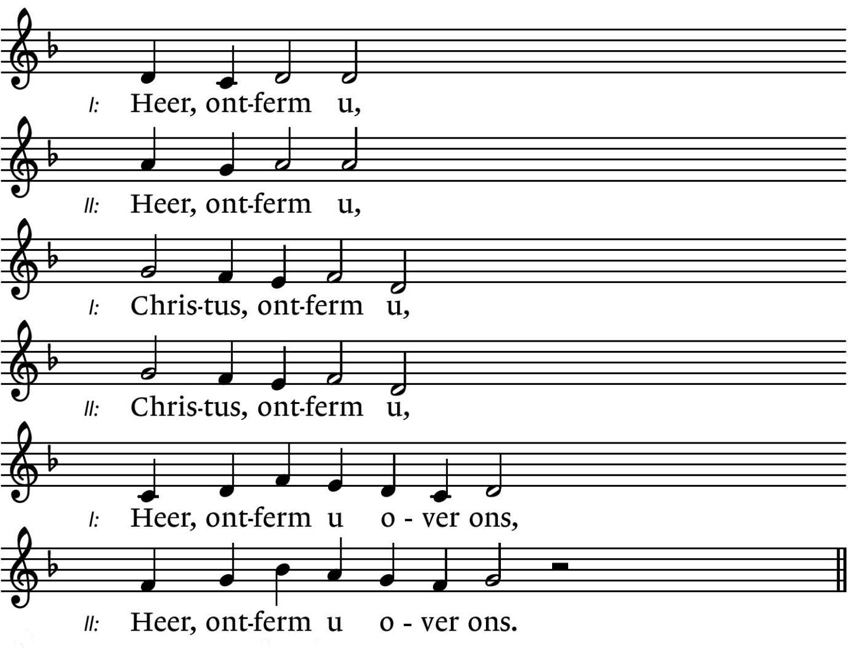 I: Heer, ont-ferm u,
II: Heer, ont-ferm u,
I: Chris-tus, ont-ferm u,
II: Chris-tus, ont-ferm u,
I: Heer, ont-ferm u o - ver ons,
II: Heer, ont-ferm u o - ver ons.